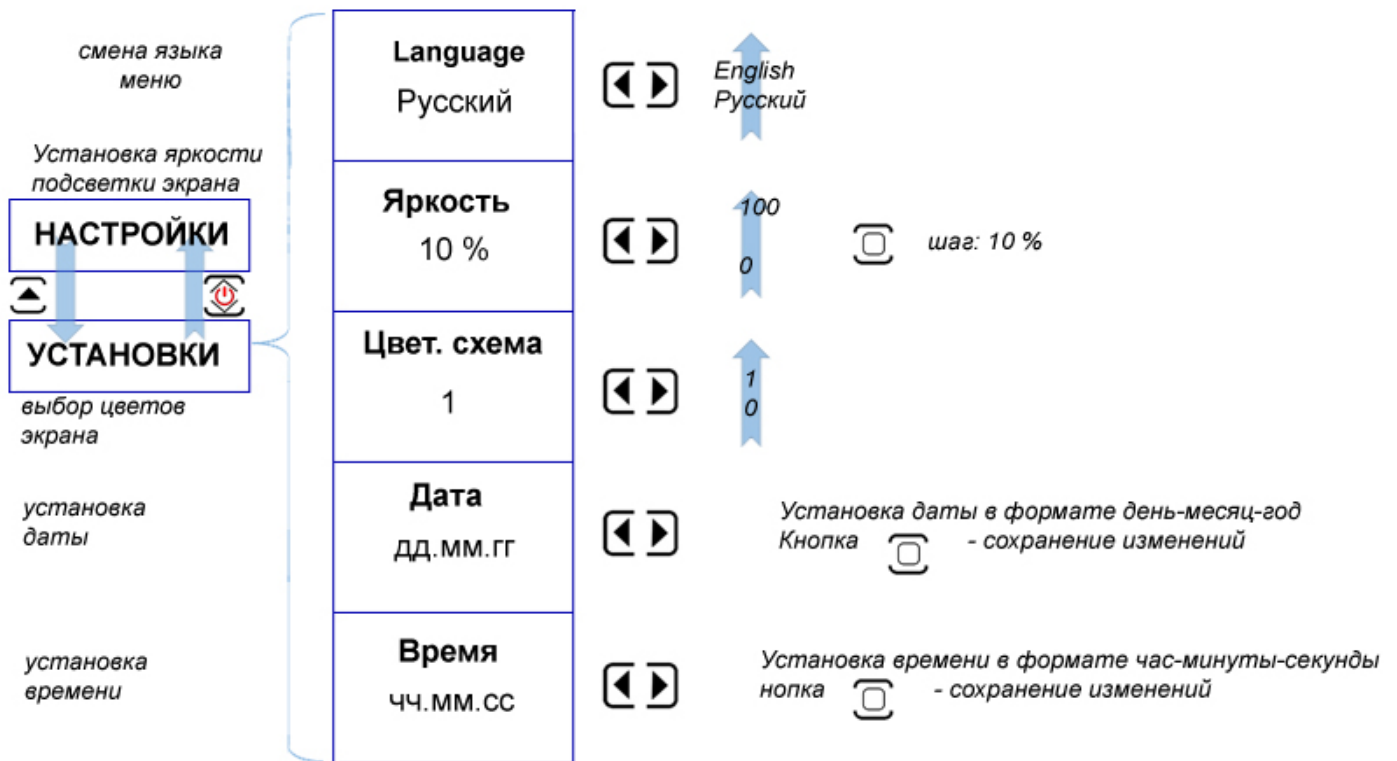 смена языка
меню
Language
Русский
English
Русский
Установка яркости
подсветки экрана
НАСТРОЙКИ
Яркость
10 %
100
0
шаг: 10 %
УСТАНОВКИ
Цвет. схема
1
1
0
выбор цветов
экрана
установка
даты
Дата
дд.мм.гг
Установка даты в формате день-месяц-год
Кнопка - сохранение изменений
установка
времени
Время
чч.мм.сс
Установка времени в формате час-минуты-секунды
нопка - сохранение изменений